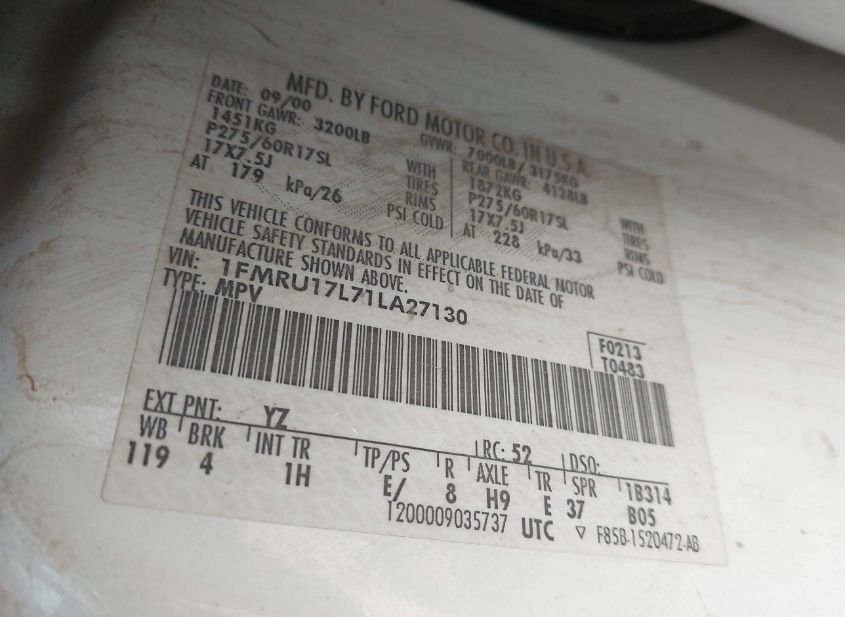 MFD. BY FORD MOTOR CO. IN U.S.A.
DATE: 09/00 GVWR: 7000LB/ 3175KG
FRONT GAWR: 3200LB REAR GAWR: 4128LB
1451KG WITH 1872KG WITH
P275/60R17SL TIRES P275/60R17SL TIRES
17X7.5J RIMS 17X7.5J RIMS
AT 179 kPa/26 PSI COLD AT 228 kPa/33 PSI COLD
THIS VEHICLE CONFORMS TO ALL APPLICABLE FEDERAL MOTOR
VEHICLE SAFETY STANDARDS IN EFFECT ON THE DATE OF
MANUFACTURE SHOWN ABOVE.
VIN: 1FMRU17L71LA27130
TYPE: MPV
F0213
T0483
EXT PNT: YZ RC: 52 DSO:
WB BRK INT TR TP/PS R AXLE TR SPR 1B314
119 4 1H E/ 8 H9 E 37 B05
1200009035737 UTC ▽ F85B-1520472-AB